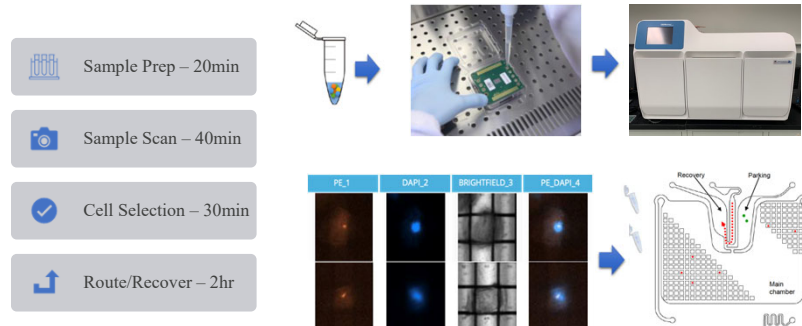 Sample Prep – 20min
Sample Scan – 40min
Cell Selection – 30min
Route/Recover – 2hr
PE_1
DAPI_2
BRIGHTFIELD_3
PE_DAPI_4
Recovery
Parking
Main
chamber